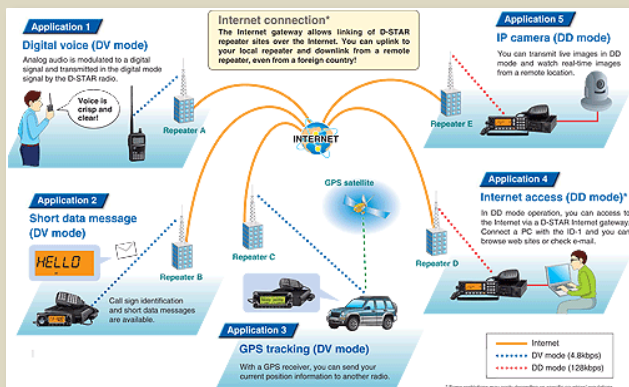 Application 1
Digital voice (DV mode)
Analog audio is modulated to a digital
signal and transmitted in the digital mode
signal by the D-STAR radio.
Voice is
crisp and
clear!
Repeater A
Internet connection*
The Internet gateway allows linking of D-STAR
repeater sites over the Internet. You can uplink to
your local repeater and downlink from a remote
repeater, even from a foreign country!
INTERNET
Application 5
IP camera (DD mode)
You can transmit live images in DD
mode and watch real-time images
from a remote location.
Repeater E
Application 2
Short data message
(DV mode)
HELLO
Repeater B
Call sign identification
and short data messages
are available.
Repeater C
GPS satellite
Application 3
GPS tracking (DV mode)
With a GPS receiver, you can send your
current position information to another radio.
Application 4
Internet access (DD mode)*
In DD mode operation, you can access to
the Internet via a D-STAR Internet gateway.
Connect a PC with the ID-1 and you can
browse web sites or check e-mail.
Repeater D
Internet
DV mode (4.8kbps)
DD mode (128kbps)